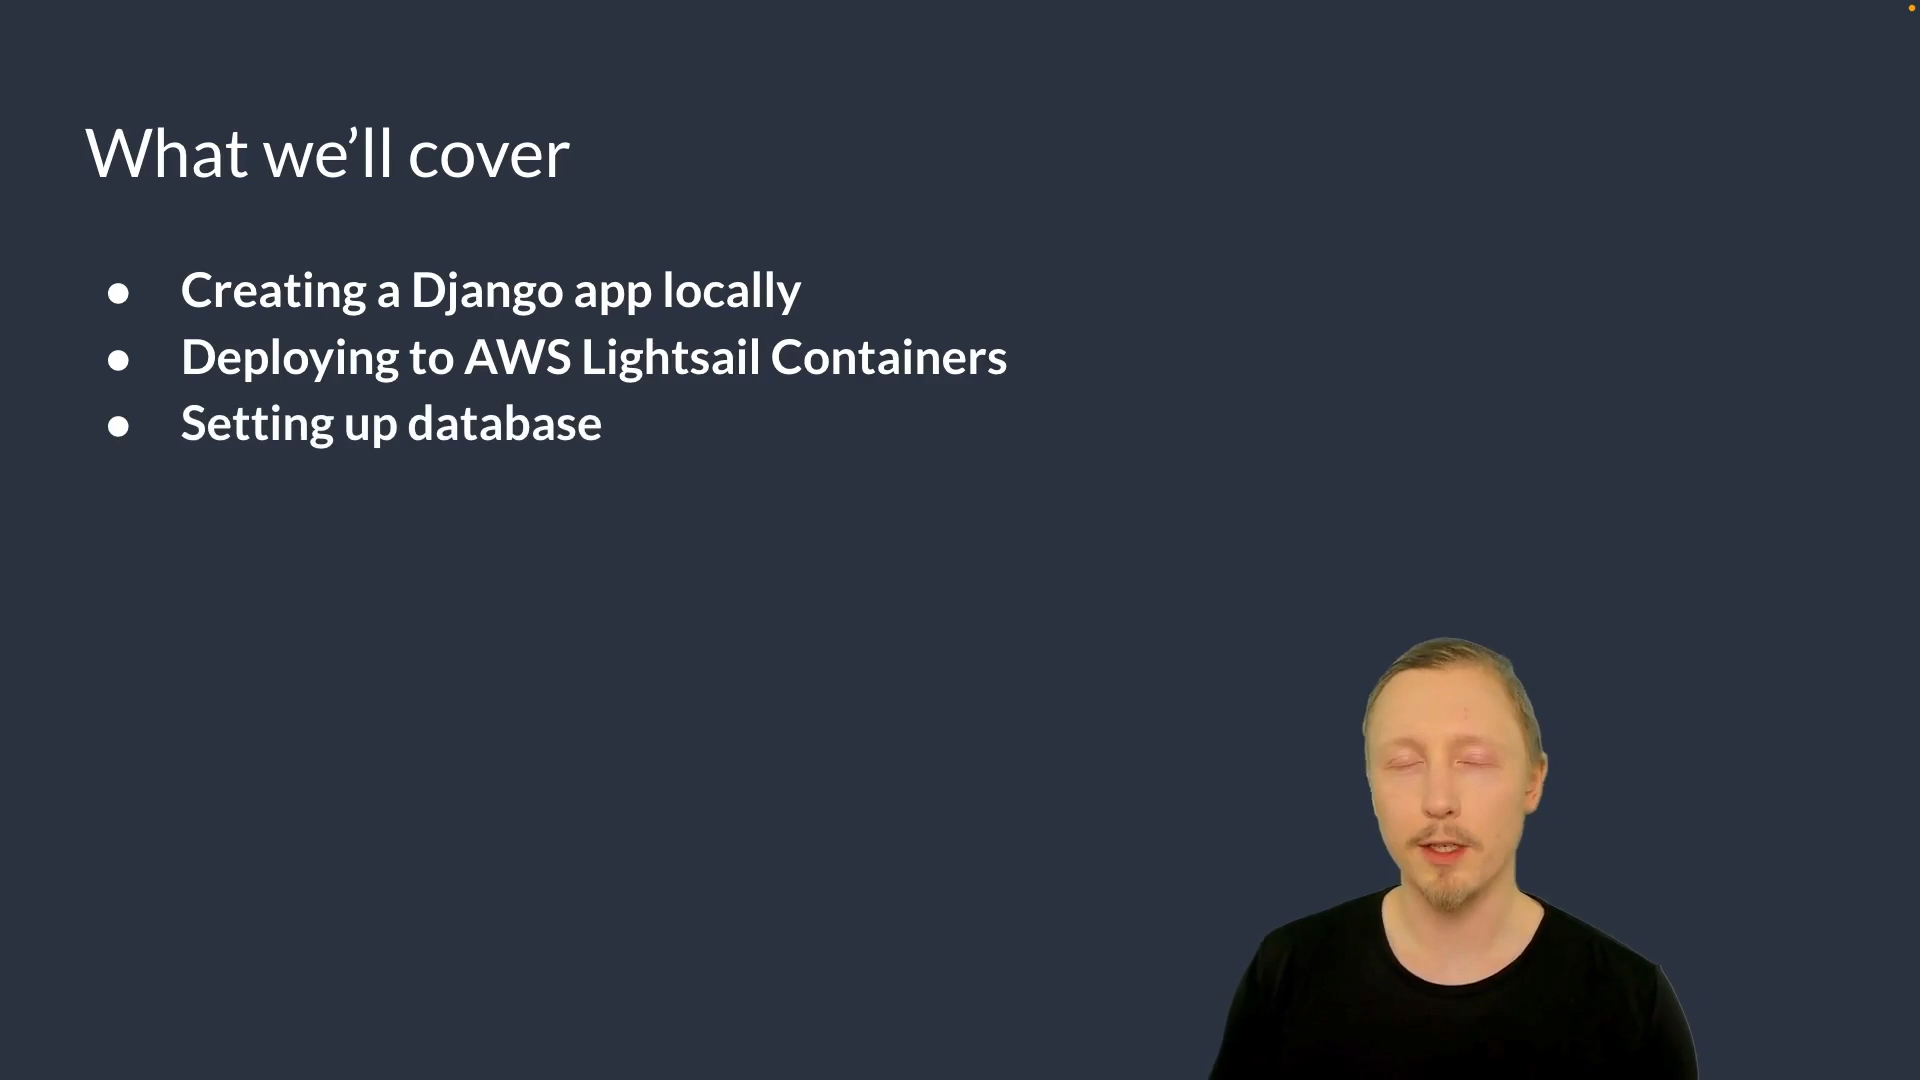 What we’ll cover
● Creating a Django app locally
● Deploying to AWS Lightsail Containers
● Setting up database